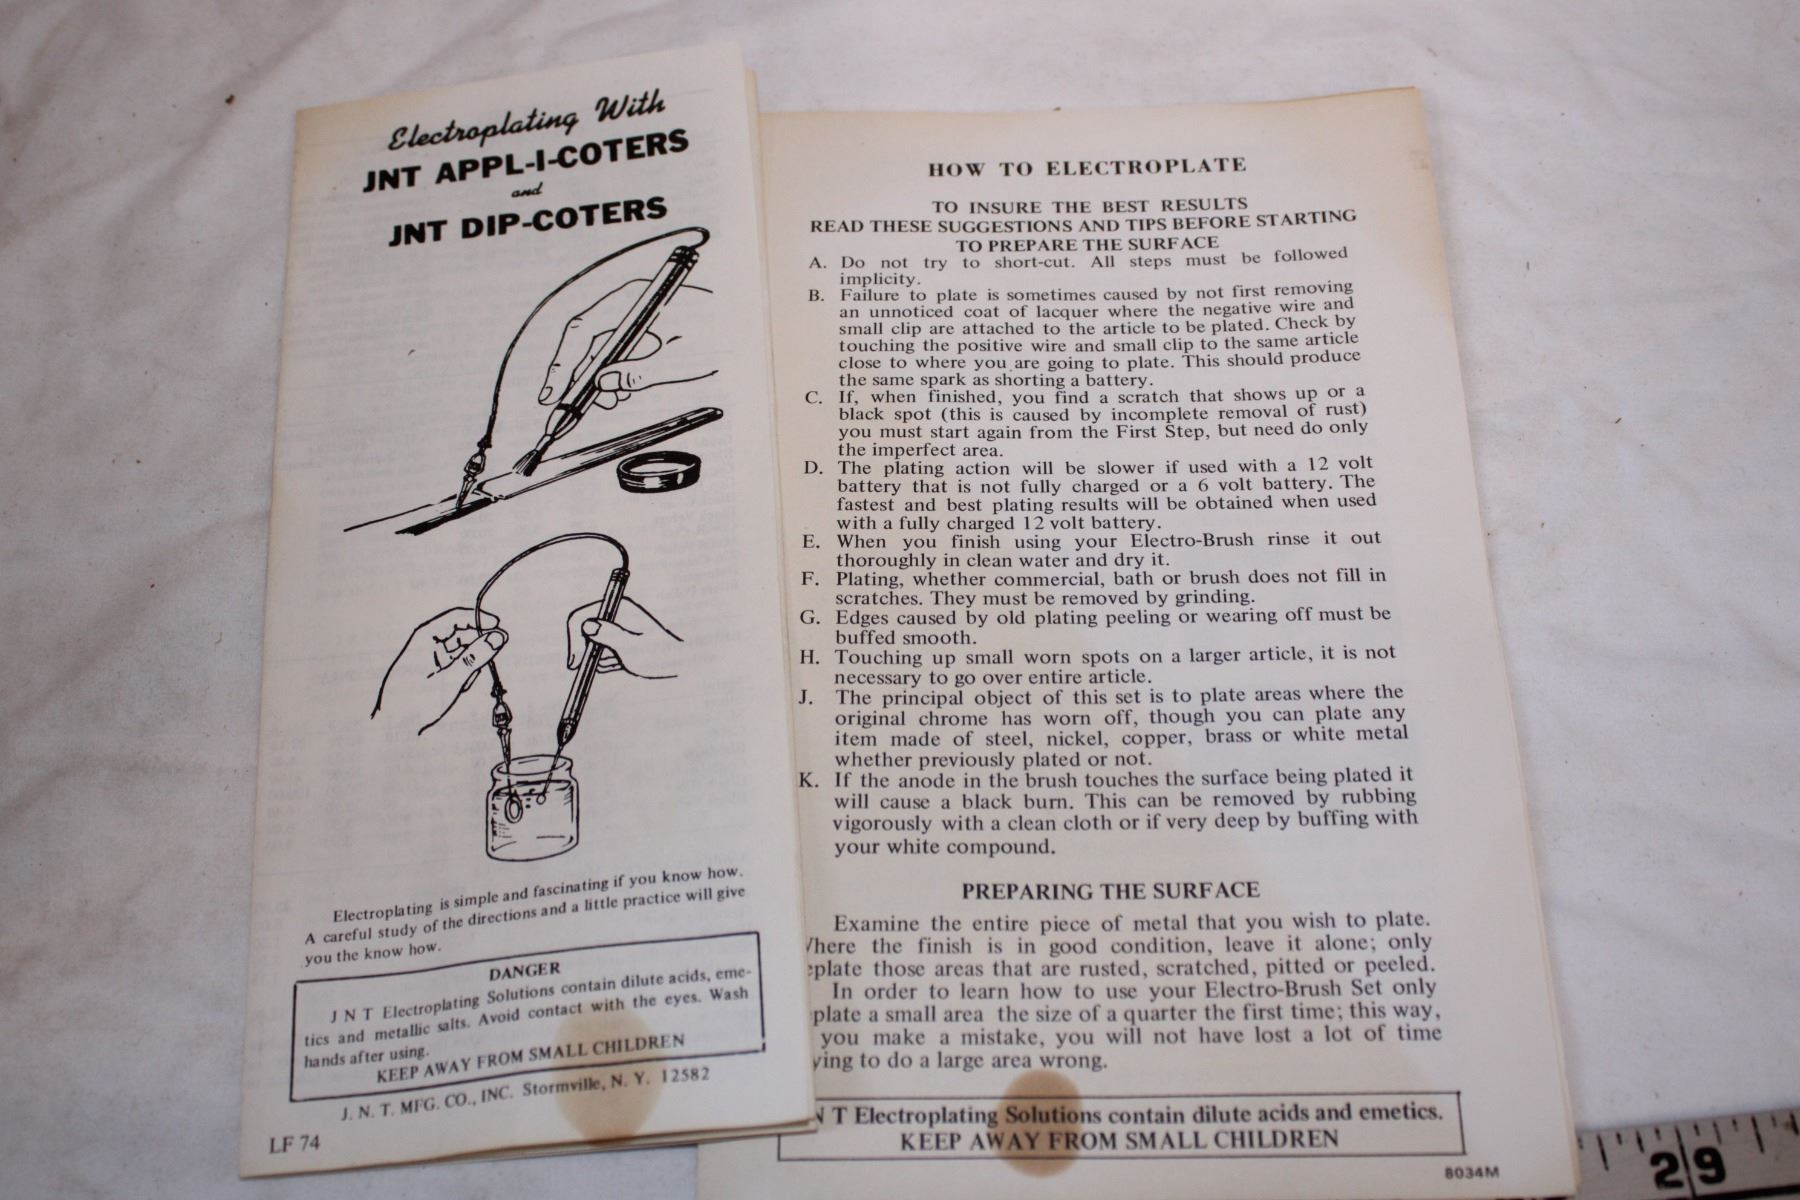 Electroplating With
JNT APPL-I-COTERS
and
JNT DIP-COTERS
Electroplating is simple and fascinating if you know how.
A careful study of the directions and a little practice will give
you the know how.
DANGER
J N T Electroplating Solutions contain dilute acids, eme-
tics and metallic salts. Avoid contact with the eyes. Wash
hands after using.
KEEP AWAY FROM SMALL CHILDREN
J. N. T. MFG. CO., INC. Stormville, N. Y. 12582
LF 74
HOW TO ELECTROPLATE
TO INSURE THE BEST RESULTS
READ THESE SUGGESTIONS AND TIPS BEFORE STARTING
TO PREPARE THE SURFACE
A. Do not try to short-cut. All steps must be followed
implicity.
B. Failure to plate is sometimes caused by not first removing
an unnoticed coat of lacquer where the negative wire and
small clip are attached to the article to be plated. Check by
touching the positive wire and small clip to the same article
close to where you are going to plate. This should produce
the same spark as shorting a battery.
C. If, when finished, you find a scratch that shows up or a
black spot (this is caused by incomplete removal of rust)
you must start again from the First Step, but need do only
the imperfect area.
D. The plating action will be slower if used with a 12 volt
battery that is not fully charged or a 6 volt battery. The
fastest and best plating results will be obtained when used
with a fully charged 12 volt battery.
E. When you finish using your Electro-Brush rinse it out
thoroughly in clean water and dry it.
F. Plating, whether commercial, bath or brush does not fill in
scratches. They must be removed by grinding.
G. Edges caused by old plating peeling or wearing off must be
buffed smooth.
H. Touching up small worn spots on a larger article, it is not
necessary to go over entire article.
J. The principal object of this set is to plate areas where the
original chrome has worn off, though you can plate any
item made of steel, nickel, copper, brass or white metal
whether previously plated or not.
K. If the anode in the brush touches the surface being plated it
will cause a black burn. This can be removed by rubbing
vigorously with a clean cloth or if very deep by buffing with
your white compound.
PREPARING THE SURFACE
Examine the entire piece of metal that you wish to plate.
here the finish is in good condition, leave it alone; only
eplate those areas that are rusted, scratched, pitted or peeled.
In order to learn how to use your Electro-Brush Set only
plate a small area the size of a quarter the first time; this way,
you make a mistake, you will not have lost a lot of time
ying to do a large area wrong.
N T Electroplating Solutions contain dilute acids and emetics.
KEEP AWAY FROM SMALL CHILDREN
8034M
29